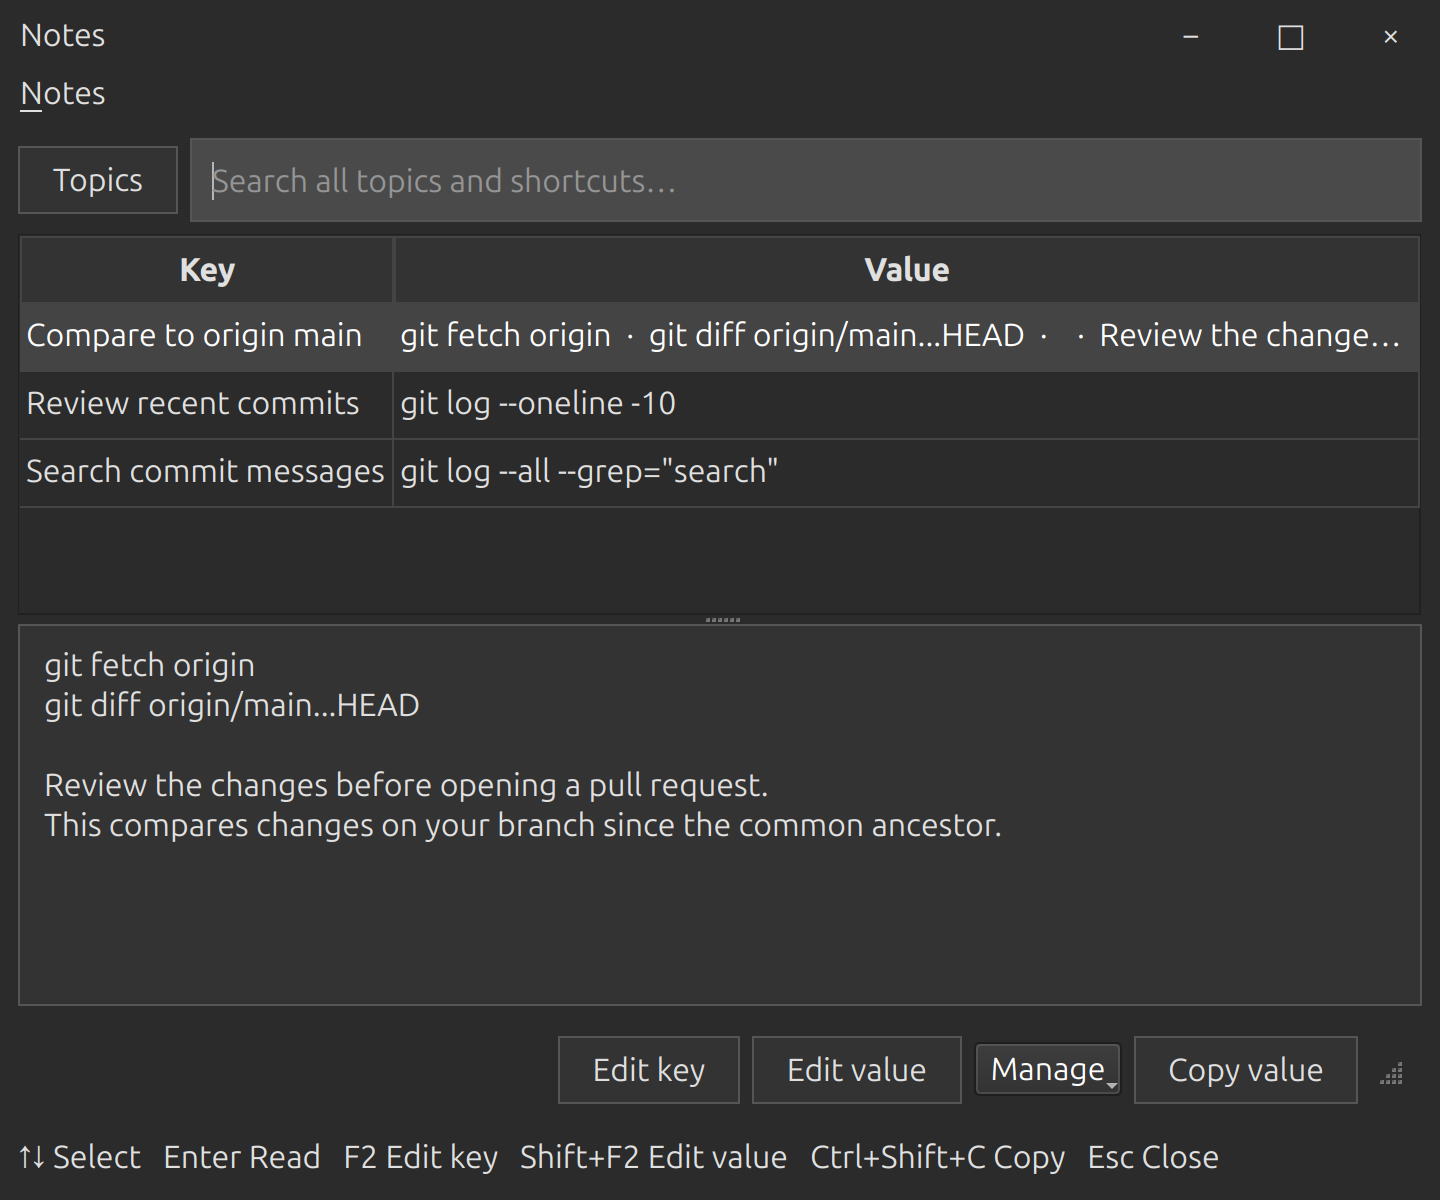 Notes
Notes
Topics
Search all topics and shortcuts…
Key Value
Compare to origin main git fetch origin · git diff origin/main...HEAD · · Review the change…
Review recent commits git log --oneline -10
Search commit messages git log --all --grep="search"
git fetch origin
git diff origin/main...HEAD
Review the changes before opening a pull request.
This compares changes on your branch since the common ancestor.
Edit key Edit value Manage Copy value
↑↓ Select Enter Read F2 Edit key Shift+F2 Edit value Ctrl+Shift+C Copy Esc Close